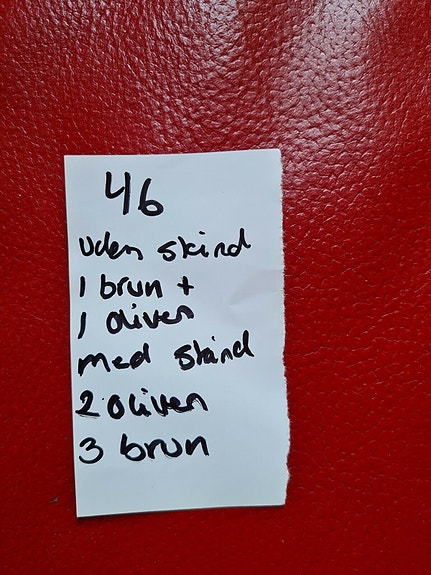 46
uden skind
1 brun +
1 oliven
med skind
2 oliven
3 brun